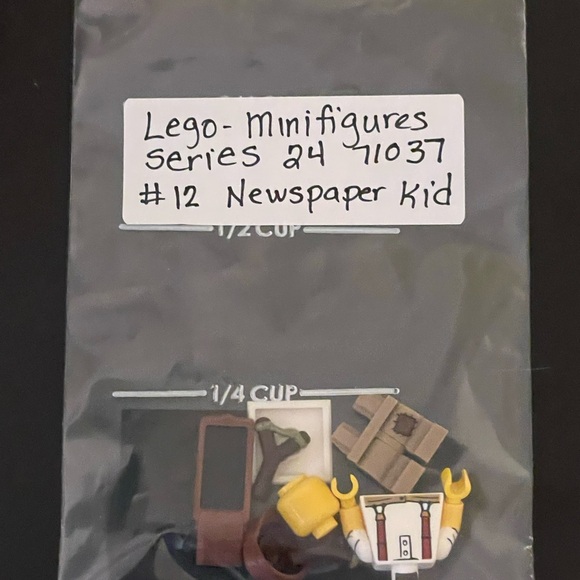 Lego - Minifigures
series 24 71037
#12 Newspaper Kid
1/2 CUP
1/4 CUP